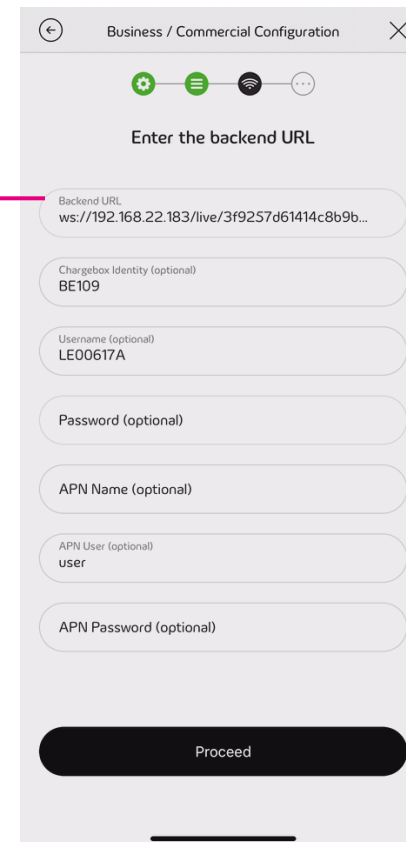 Business / Commercial Configuration
Enter the backend URL
Backend URL
ws://192.168.22.183/live/3f9257d61414c8b9b...
Chargebox Identity (optional)
BE109
Username (optional)
LE00617A
Password (optional)
APN Name (optional)
APN User (optional)
user
APN Password (optional)
Proceed